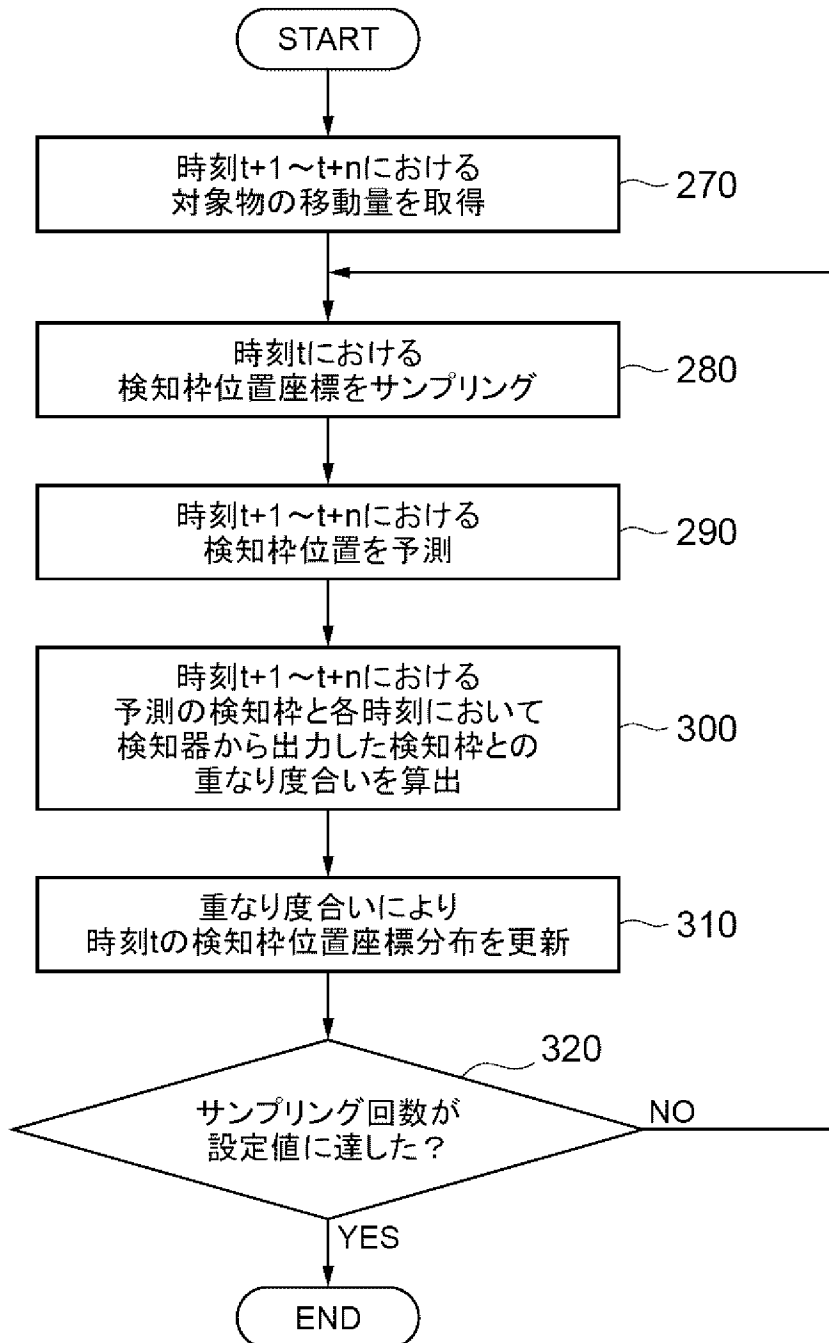 START
時刻t+1～t+nにおける
対象物の移動量を取得
270
時刻tにおける
検知枠位置座標をサンプリング
280
時刻t+1～t+nにおける
検知枠位置を予測
290
時刻t+1～t+nにおける
予測の検知枠と各時刻において
検知器から出力した検知枠との
重なり度合いを算出
300
重なり度合いにより
時刻tの検知枠位置座標分布を更新
310
320
サンプリング回数が
設定値に達した？
NO
YES
END